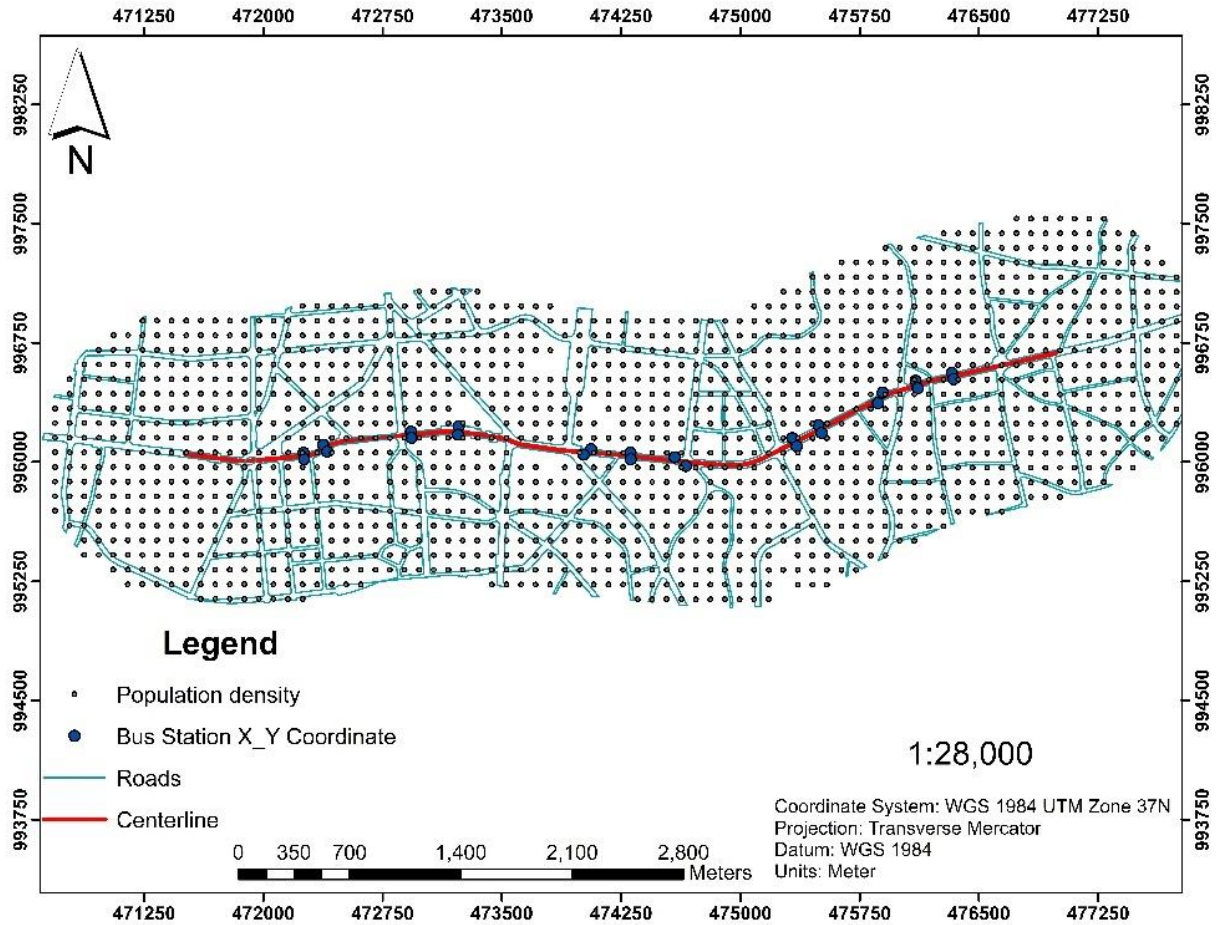 471250 472000 472750 473500 474250 475000 475750 476500 477250
998250 998250
N
997500 997500
996750 996750
996000 996000
995250 995250
Legend
Population density
994500 994500
Bus Station X_Y Coordinate
1:28,000
Roads
Centerline
993750 993750
Coordinate System: WGS 1984 UTM Zone 37N
Projection: Transverse Mercator
Datum: WGS 1984
Units: Meter
0 350 700 1,400 2,100 2,800
Meters
471250 472000 472750 473500 474250 475000 475750 476500 477250